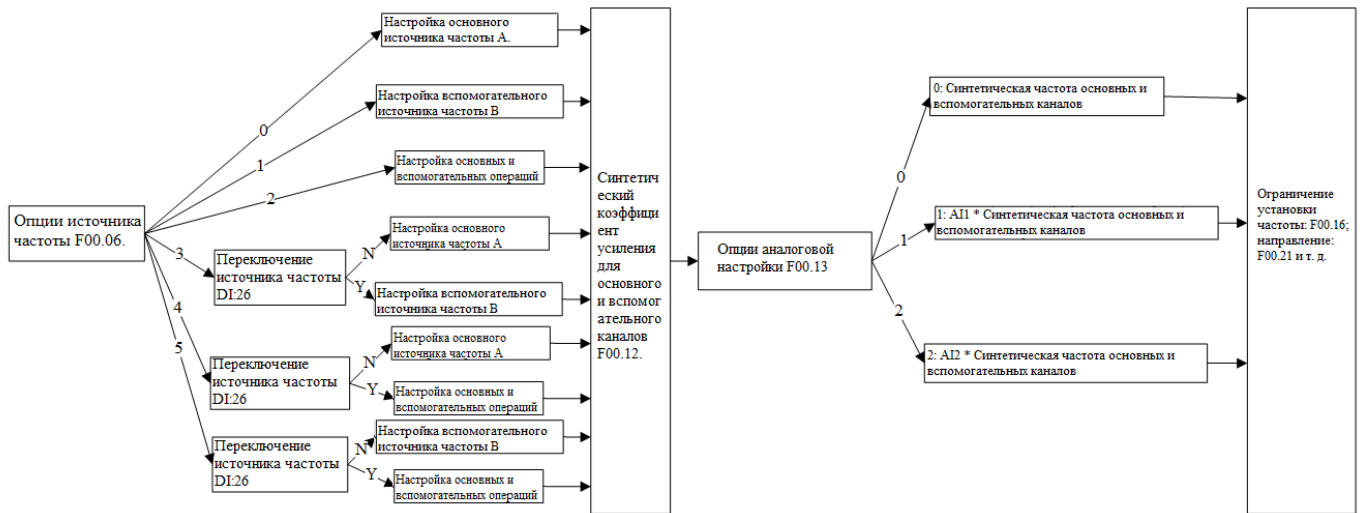 Опции источника
частоты F00.06.
0
1
2
3
4
5
Настройка основного
источника частоты A.
Настройка вспомогательного
источника частоты B
Настройка основных и
вспомогательных операций
Переключение
источника частоты
DI:26
N
Y
Настройка основного
источника частоты A
Настройка вспомогательного
источника частоты B
Переключение
источника частоты
DI:26
N
Y
Настройка основного
источника частоты A
Настройка основных и
вспомогательных операций
Переключение
источника частоты
DI:26
N
Y
Настройка вспомогательного
источника частоты B
Настройка основных и
вспомогательных операций
Синтетич
еский
коэффици
ент
усиления
для
основного
и вспомог
ательного
каналов
F00.12.
Опции аналоговой
настройки F00.13
0
1
2
0: Синтетическая частота основных и
вспомогательных каналов
1: AI1 * Синтетическая частота основных и
вспомогательных каналов
2: AI2 * Синтетическая частота основных и
вспомогательных каналов
Ограничение
установки
частоты: F00.16;
направление:
F00.21 и т. д.